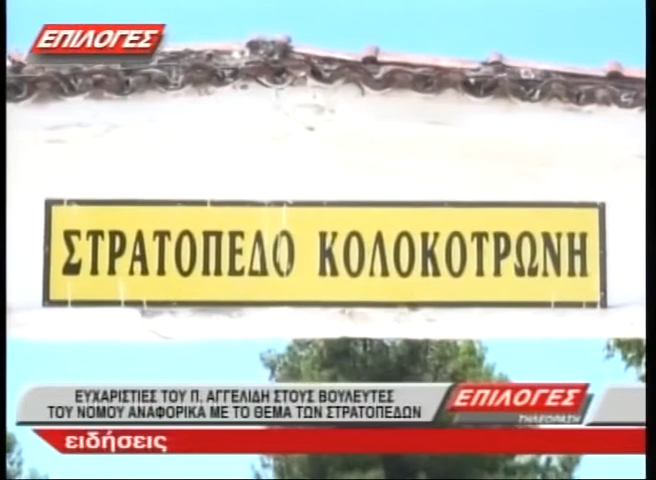 ΕΠΙΛΟΓΕΣ
ΣΤΡΑΤΟΠΕΔΟ ΚΟΛΟΚΟΤΡΩΝΗ
ΕΥΧΑΡΙΣΤΙΕΣ ΤΟΥ Π. ΑΓΓΕΛΙΔΗ ΣΤΟΥΣ ΒΟΥΛΕΥΤΕΣ
ΤΟΥ ΝΟΜΟΥ ΑΝΑΦΟΡΙΚΑ ΜΕ ΤΟ ΘΕΜΑ ΤΩΝ ΣΤΡΑΤΟΠΕΔΩΝ
ΕΠΙΛΟΓΕΣ
ΤΗΛΕΟΡΑΣΗ
ειδήσεις